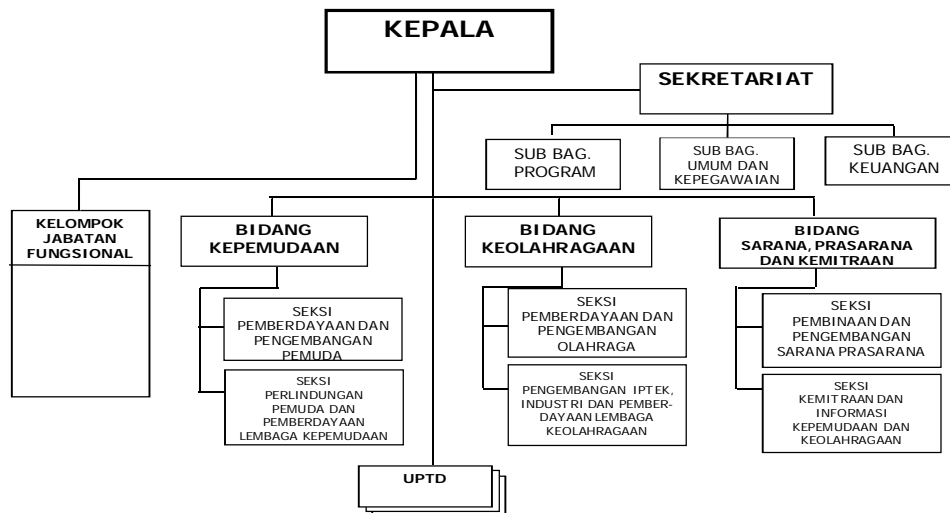 KEPALA
SEKRETARIAT
SUB BAG.
PROGRAM
SUB BAG.
UMUM DAN
KEPEGAWAIAN
SUB BAG.
KEUANGAN
KELOMPOK
JABATAN
FUNGSIONAL
BIDANG
KEPEMUDAAN
BIDANG
KEOLAHRAGAAN
BIDANG
SARANA, PRASARANA
DAN KEMITRAAN
SEKSI
PEMBERDAYAAN DAN
PENGEMBANGAN
PEMUDA
SEKSI
PERLINDUNGAN
PEMUDA DAN
PEMBERDAYAAN
LEMBAGA KEPEMUDAAN
SEKSI
PEMBERDAYAAN DAN
PENGEMBANGAN
OLAHRAGA
SEKSI
PENGEMBANGAN IPTEK,
INDUSTRI DAN PEMBER-
DAYAAN LEMBAGA
KEOLAHRAGAAN
SEKSI
PEMBINAAN DAN
PENGEMBANGAN
SARANA PRASARANA
SEKSI
KEMITRAAN DAN
INFORMASI
KEPEMUDAAN DAN
KEOLAHRAGAAN
UPTD